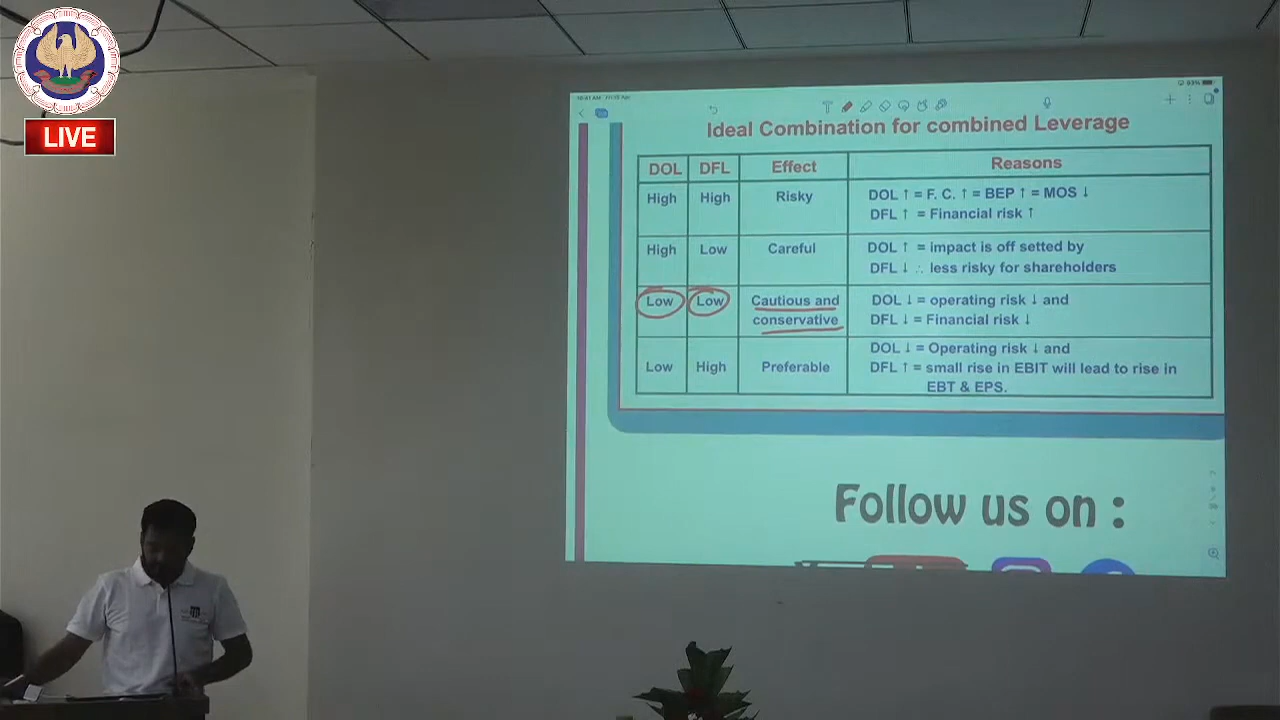 LIVE
Ideal Combination for combined Leverage
DOL DFL Effect Reasons
High High Risky DOL ↑ = F. C. ↑ = BEP ↑ = MOS ↓
DFL ↑ = Financial risk ↑
High Low Careful DOL ↑ = impact is off setted by
DFL ↓ ∴ less risky for shareholders
Low Low Cautious and DOL ↓ = operating risk ↓ and
conservative DFL ↓ = Financial risk ↓
DOL ↓ = Operating risk ↓ and
Low High Preferable DFL ↑ = small rise in EBIT will lead to rise in
EBT & EPS.
Follow us on :